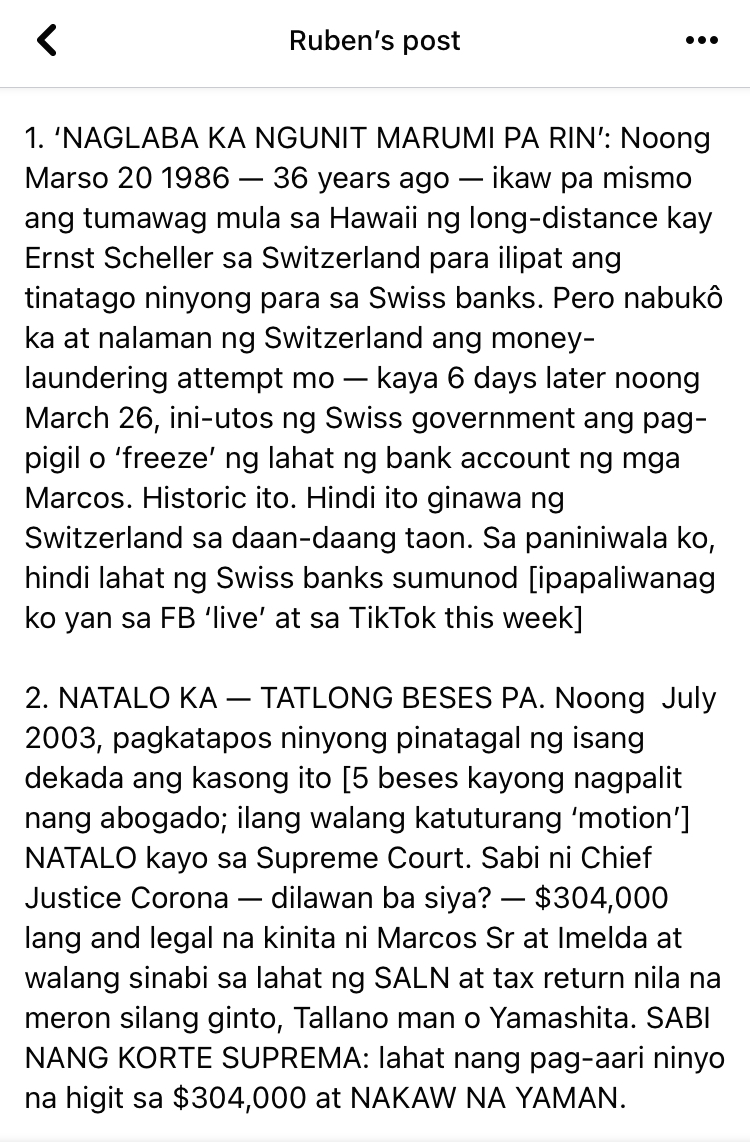 Ruben's post
1. 'NAGLABA KA NGUNIT MARUMI PA RIN': Noong
Marso 20 1986 — 36 years ago — ikaw pa mismo
ang tumawag mula sa Hawaii ng long-distance kay
Ernst Scheller sa Switzerland para ilipat ang
tinatago ninyong para sa Swiss banks. Pero nabukô
ka at nalaman ng Switzerland ang money-
laundering attempt mo — kaya 6 days later noong
March 26, ini-utos ng Swiss government ang pag-
pigil o 'freeze' ng lahat ng bank account ng mga
Marcos. Historic ito. Hindi ito ginawa ng
Switzerland sa daan-daang taon. Sa paniniwala ko,
hindi lahat ng Swiss banks sumunod [ipapaliwanag
ko yan sa FB 'live' at sa TikTok this week]
2. NATALO KA — TATLONG BESES PA. Noong  July
2003, pagkatapos ninyong pinatagal ng isang
dekada ang kasong ito [5 beses kayong nagpalit
nang abogado; ilang walang katuturang 'motion']
NATALO kayo sa Supreme Court. Sabi ni Chief
Justice Corona — dilawan ba siya? — $304,000
lang and legal na kinita ni Marcos Sr at Imelda at
walang sinabi sa lahat ng SALN at tax return nila na
meron silang ginto, Tallano man o Yamashita. SABI
NANG KORTE SUPREMA: lahat nang pag-aari ninyo
na higit sa $304,000 at NAKAW NA YAMAN.